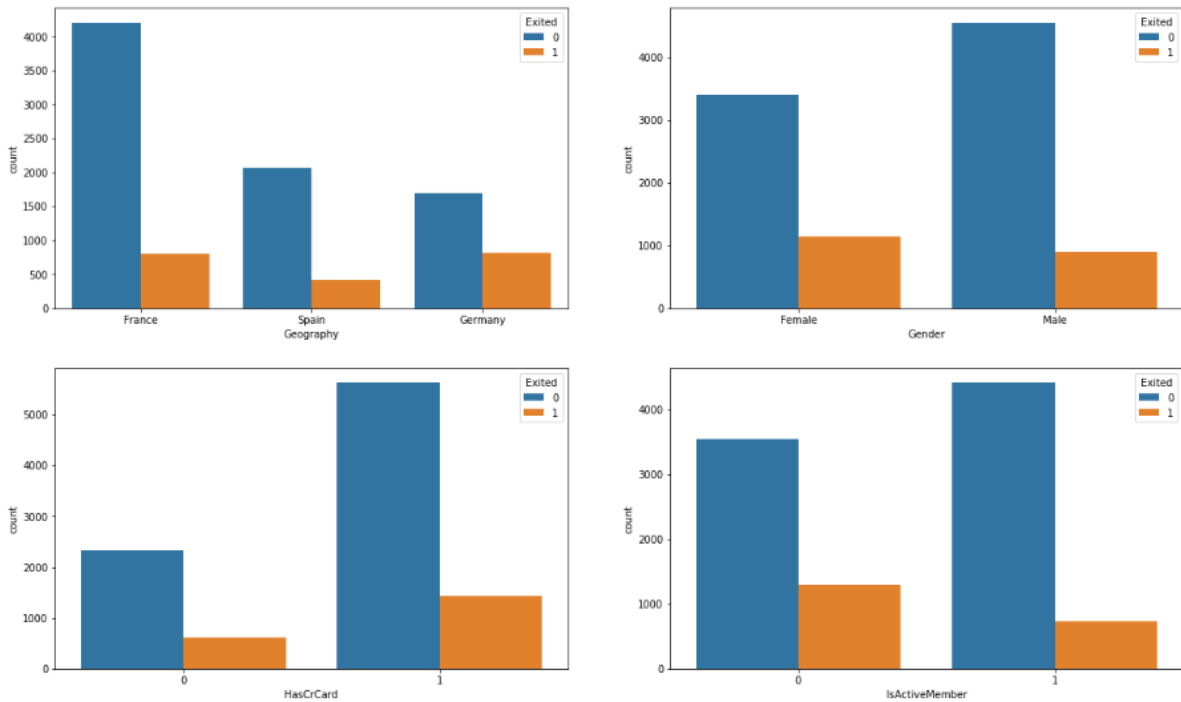 Exited
0
1
4000
3500
3000
2500
2000
1500
1000
500
0
count
France
Spain
Germany
Geography
Exited
0
1
4000
3000
2000
1000
0
count
Female
Male
Gender
Exited
0
1
5000
4000
3000
2000
1000
0
count
0
1
HasCrCard
Exited
0
1
4000
3000
2000
1000
0
count
0
1
IsActiveMember